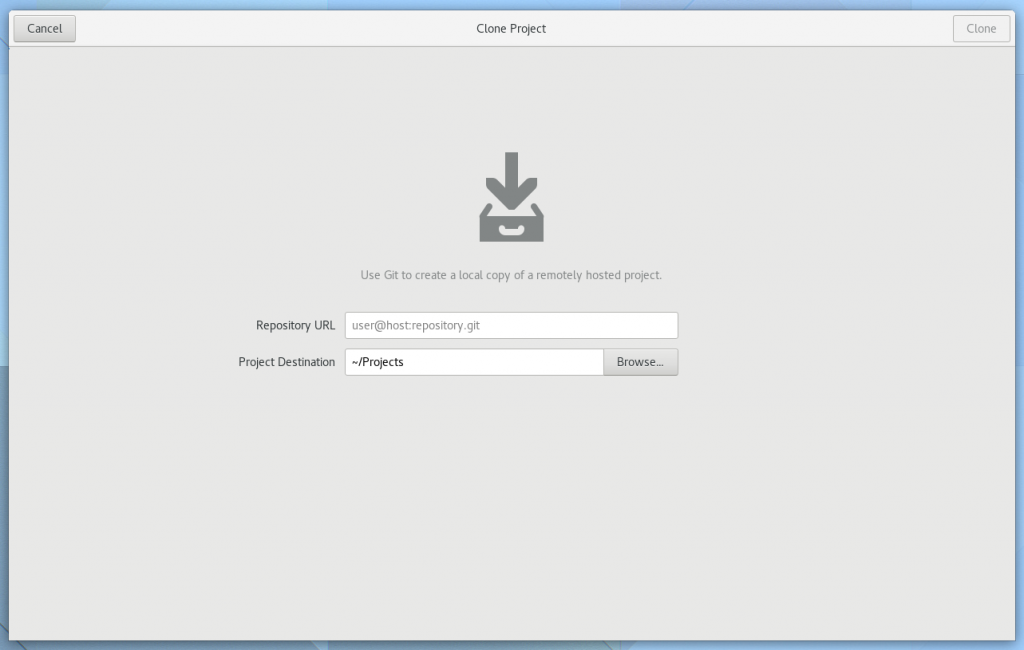 Cancel
Clone Project
Clone
Use Git to create a local copy of a remotely hosted project.
Repository URL
user@host:repository.git
Project Destination
~/Projects
Browse...